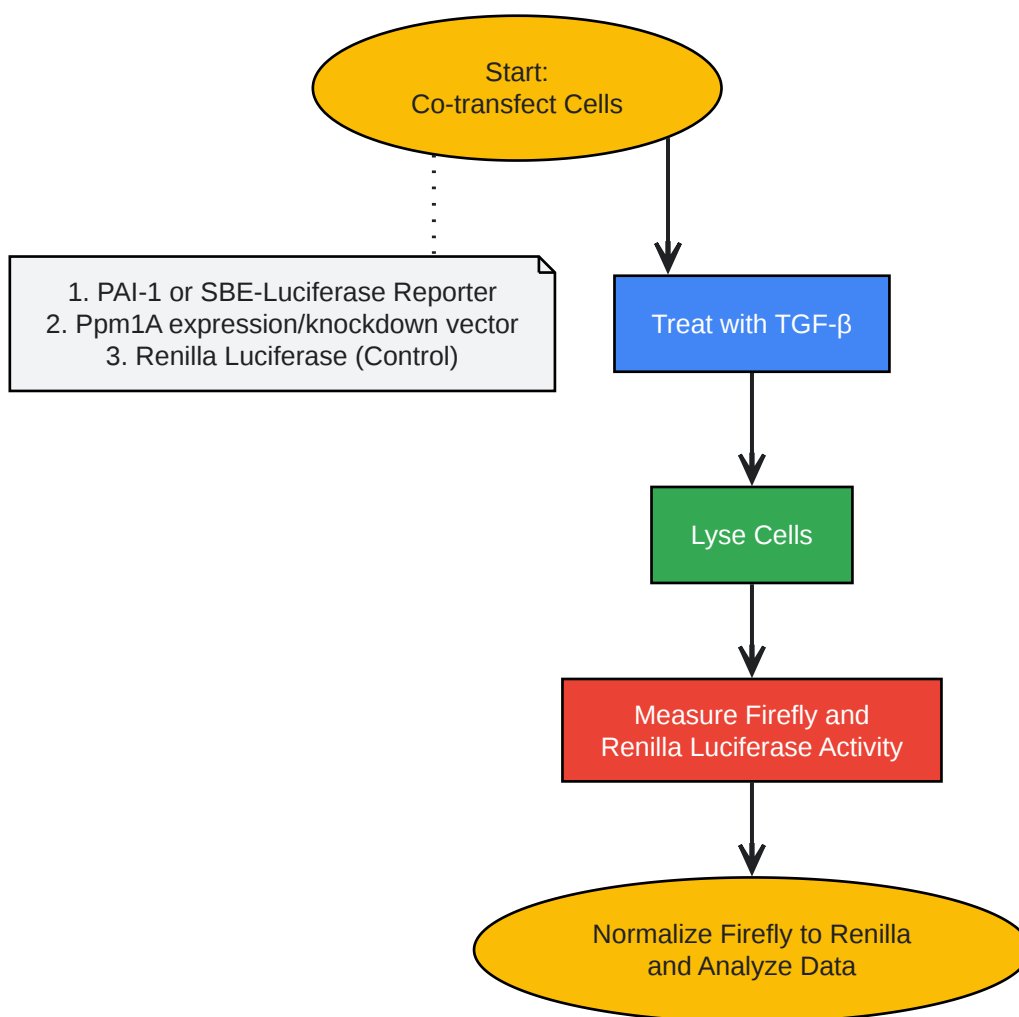 Start:
Co-transfect Cells
1. PAI-1 or SBE-Luciferase Reporter
2. Ppm1A expression/knockdown vector
3. Renilla Luciferase (Control)
Treat with TGF-β
Lyse Cells
Measure Firefly and
Renilla Luciferase Activity
Normalize Firefly to Renilla
and Analyze Data